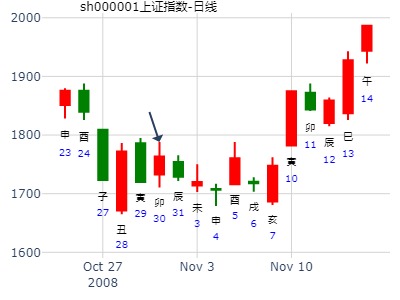 sh000001上证指数-日线
2000
1900
1800
1700
1600
申
23
酉
24
子
27
丑
28
寅
29
卯
30
辰
31
未
3
申
4
酉
5
戌
6
亥
7
寅
10
卯
11
辰
12
巳
13
午
14
Oct 27
2008
Nov 3
Nov 10